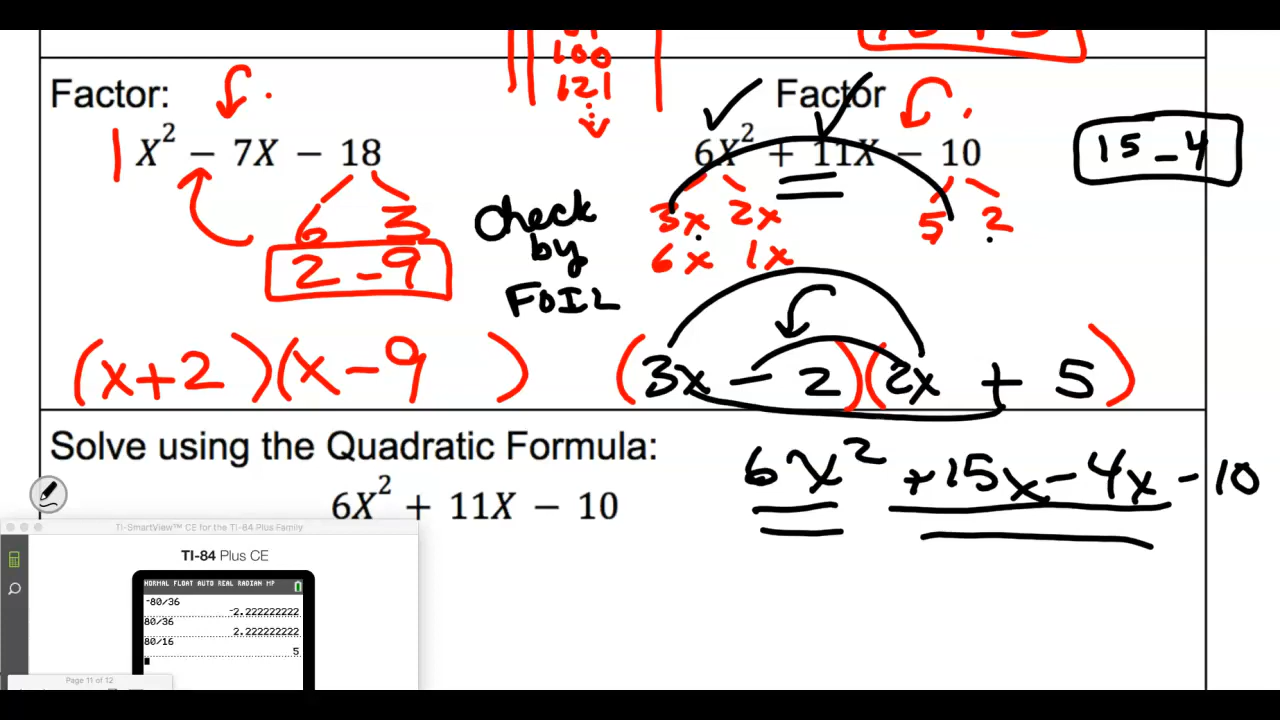 100
121
Factor:
1 X² − 7X − 18
6 3
2 − 9
(x+2)(x−9 )
check
by
FOIL
Factor
6X² + 11X − 10
15 − 4
3x 2x 5 2
6x 1x
(3x − 2)(2x + 5)
6x² +15x − 4x − 10
Solve using the Quadratic Formula:
6X² + 11X − 10
TI-SmartView™ CE for the TI-84 Plus Family
TI-84 Plus CE
NORMAL FLOAT AUTO REAL RADIAN MP
-80/36
-2.222222222
80/36
2.222222222
80/16
5
Page 11 of 12